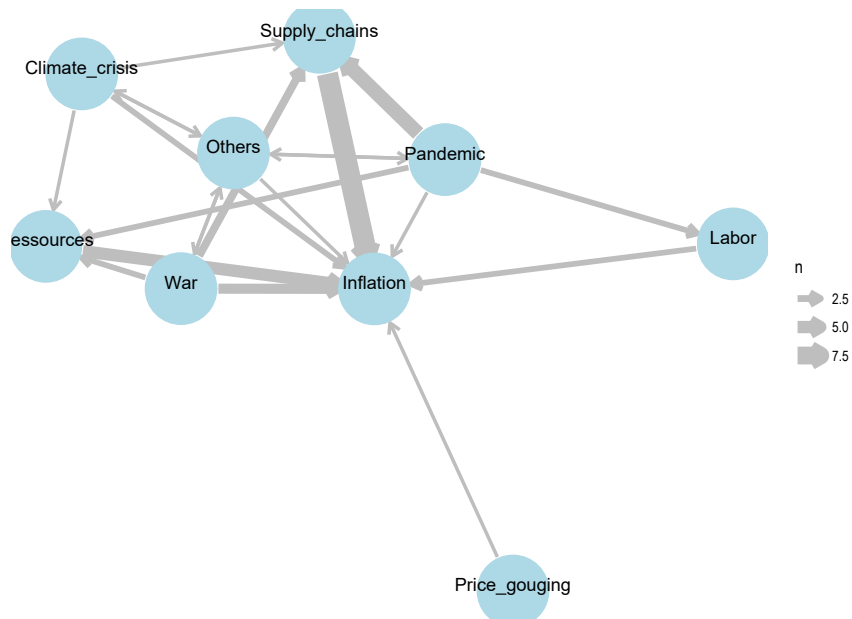 Supply_chains
Climate_crisis
Others
Pandemic
essources
Labor
War
Inflation
n
2.5
5.0
7.5
Price_gouging